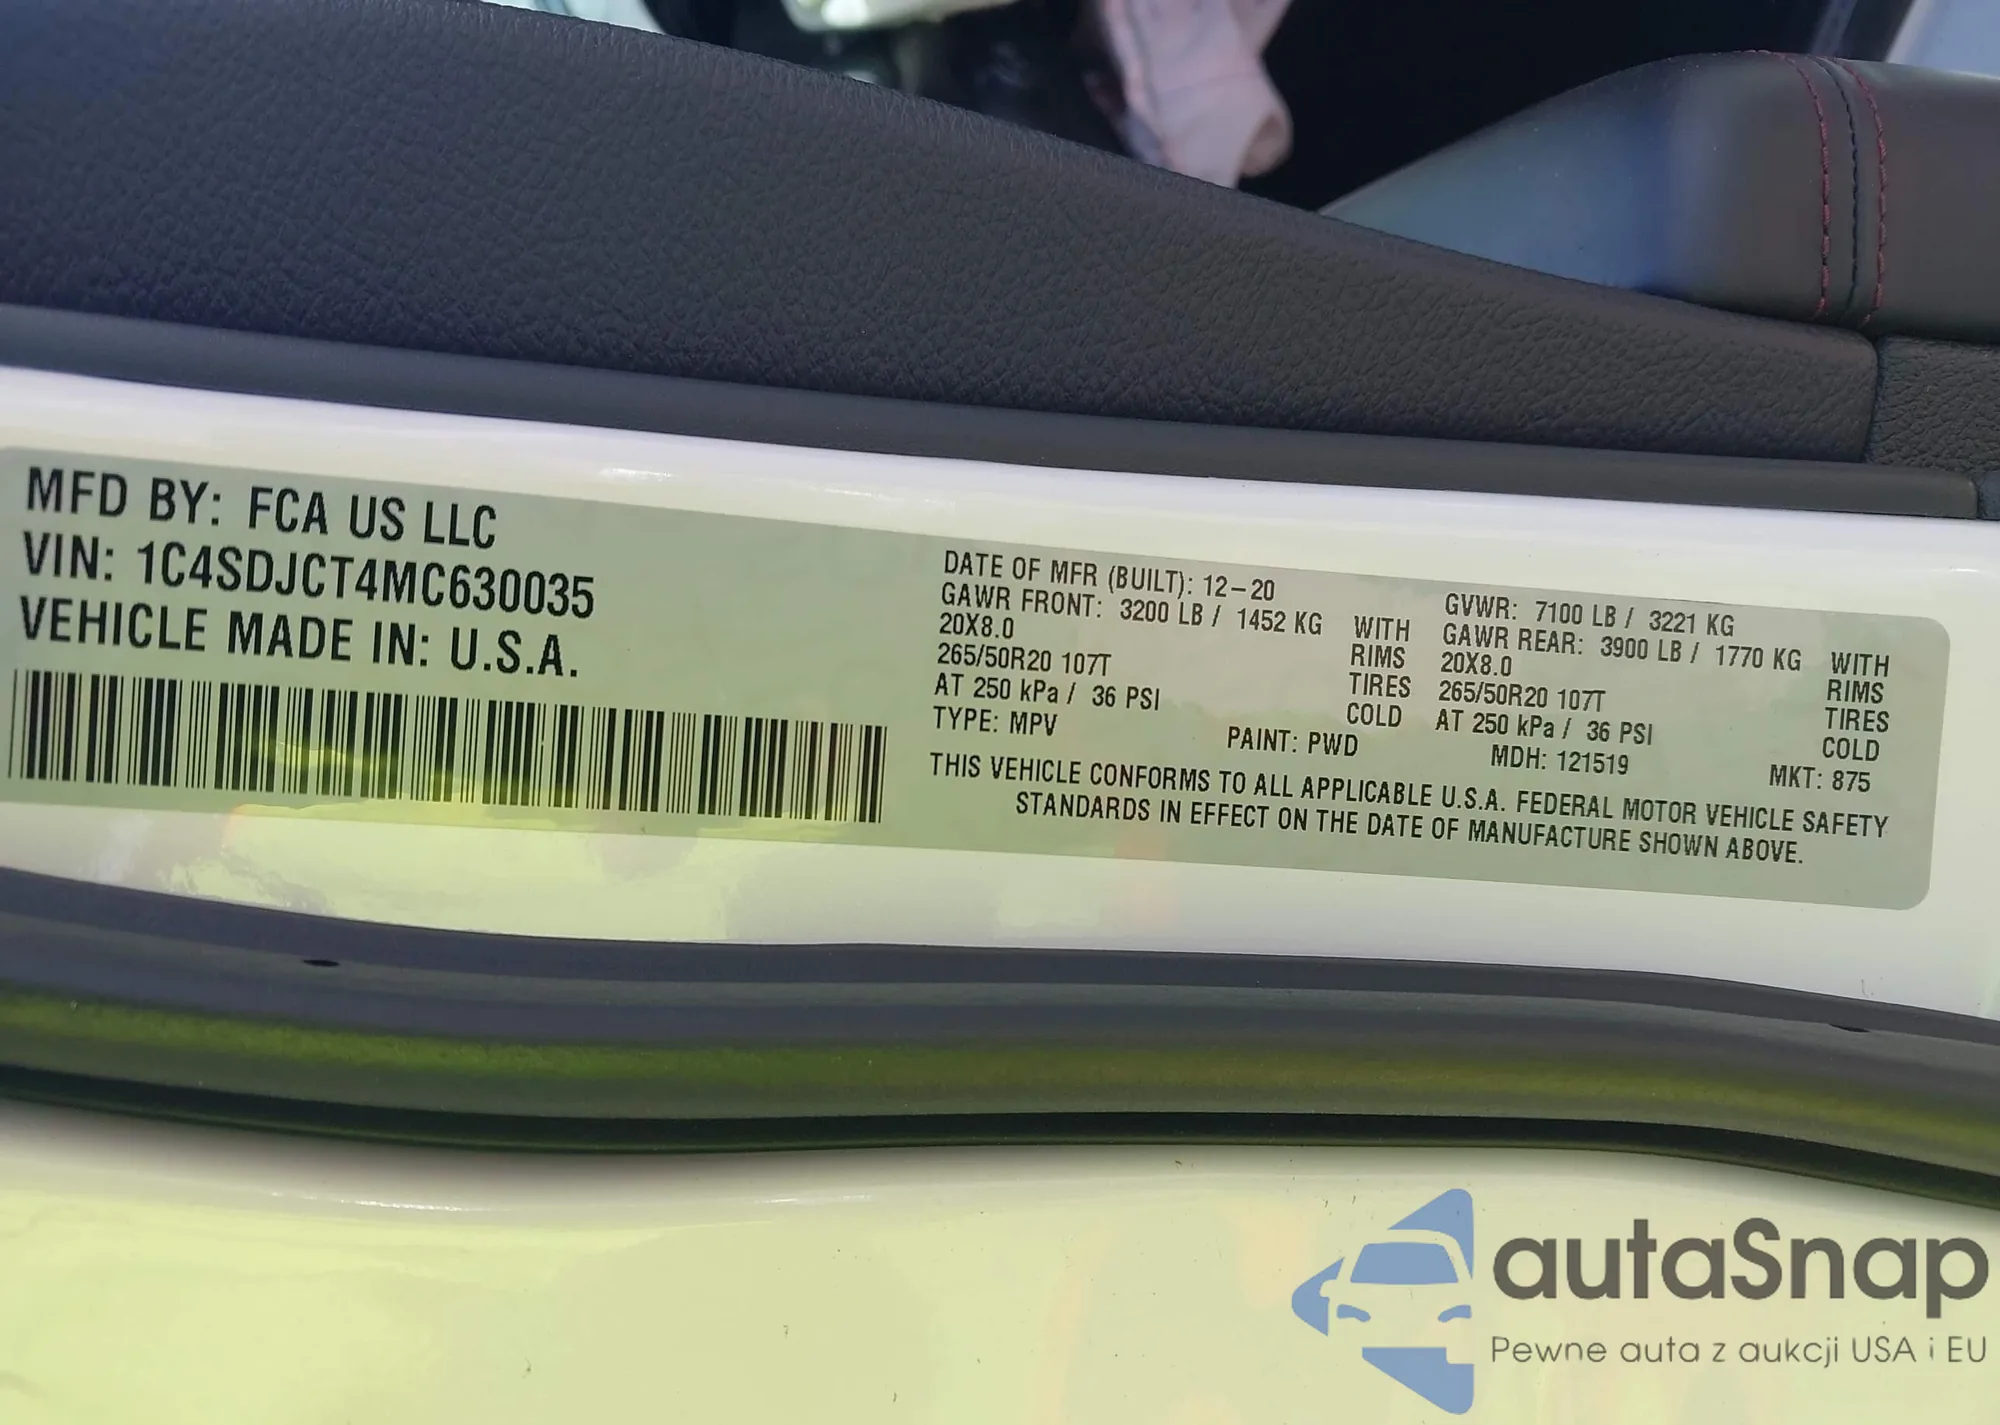 MFD BY: FCA US LLC
VIN: 1C4SDJCT4MC630035
VEHICLE MADE IN: U.S.A.
DATE OF MFR (BUILT): 12-20
GVWR: 7100 LB / 3221 KG
GAWR FRONT: 3200 LB / 1452 KG WITH
20X8.0 RIMS
265/50R20 107T TIRES
AT 250 kPa / 36 PSI COLD
GAWR REAR: 3900 LB / 1770 KG WITH
20X8.0 RIMS
265/50R20 107T TIRES
AT 250 kPa / 36 PSI COLD
TYPE: MPV PAINT: PWD MDH: 121519 MKT: 875
THIS VEHICLE CONFORMS TO ALL APPLICABLE U.S.A. FEDERAL MOTOR VEHICLE SAFETY
STANDARDS IN EFFECT ON THE DATE OF MANUFACTURE SHOWN ABOVE.
autaSnap
Pewne auta z aukcji USA i EU